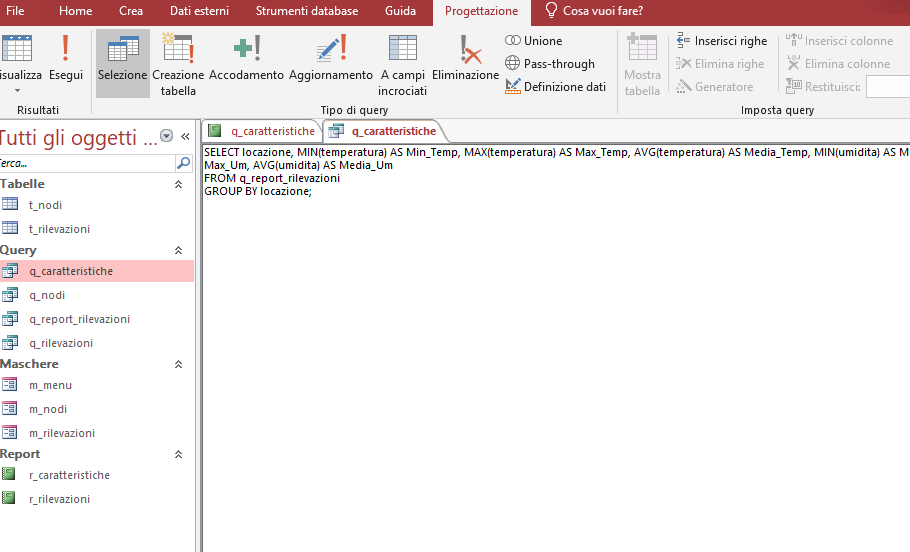 File Home Crea Dati esterni Strumenti database Guida Progettazione Cosa vuoi fare?
Esegui
Selezione
Creazione tabella
Accodamento
Aggiornamento
A campi incrociati
Eliminazione
Unione
Pass-through
Definizione dati
Mostra tabella
Inserisci righe
Elimina righe
Generatore
Inserisci colonne
Elimina colonne
Restituisci:
Risultati
Tipo di query
Imposta query
Tutti gli oggetti ...
q_caratteristiche
q_caratteristiche
SELECT locazione, MIN(temperatura) AS Min_Temp, MAX(temperatura) AS Max_Temp, AVG(temperatura) AS Media_Temp, MIN(umidita) AS M
Max_Um, AVG(umidita) AS Media_Um
FROM q_report_rilevazioni
GROUP BY locazione;
Tabelle
t_nodi
t_rilevazioni
Query
q_caratteristiche
q_nodi
q_report_rilevazioni
q_rilevazioni
Maschere
m_menu
m_nodi
m_rilevazioni
Report
r_caratteristiche
r_rilevazioni